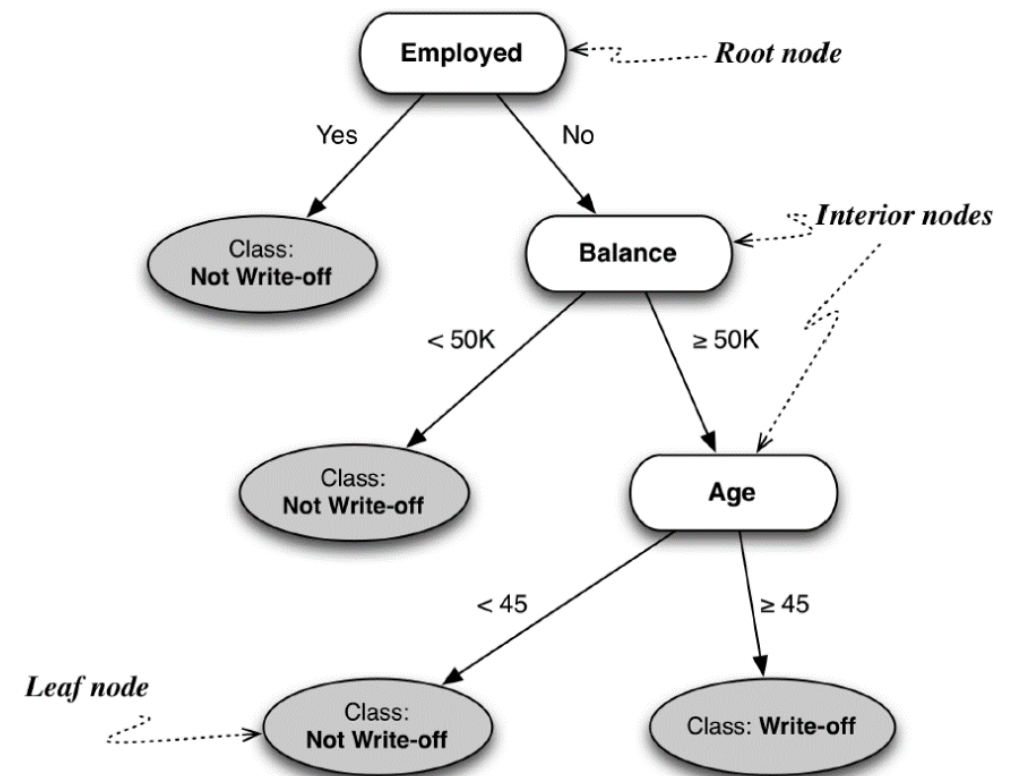 Employed
Root node
Yes
No
Interior nodes
Class:
Not Write-off
Balance
< 50K
≥ 50K
Class:
Not Write-off
Age
< 45
≥ 45
Leaf node
Class:
Not Write-off
Class: Write-off